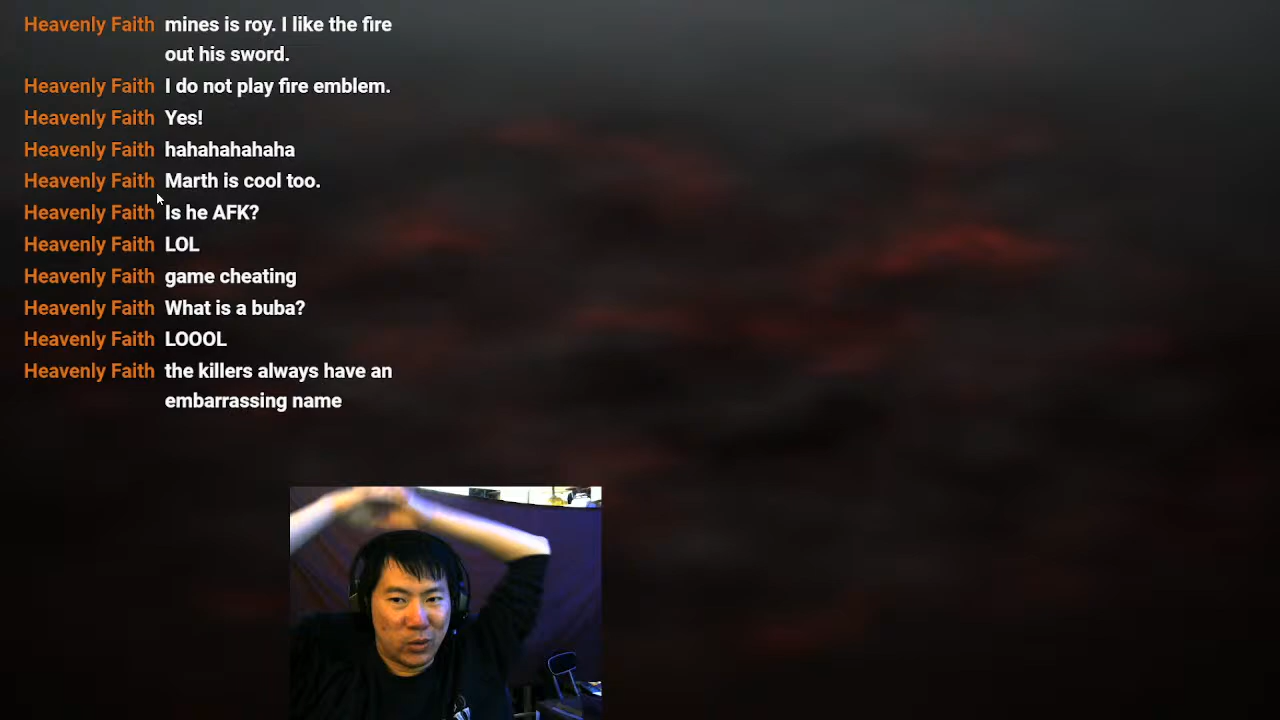 Heavenly Faith mines is roy. I like the fire
out his sword.
Heavenly Faith I do not play fire emblem.
Heavenly Faith Yes!
Heavenly Faith hahahahahaha
Heavenly Faith Marth is cool too.
Heavenly Faith Is he AFK?
Heavenly Faith LOL
Heavenly Faith game cheating
Heavenly Faith What is a buba?
Heavenly Faith LOOOL
Heavenly Faith the killers always have an
embarrassing name